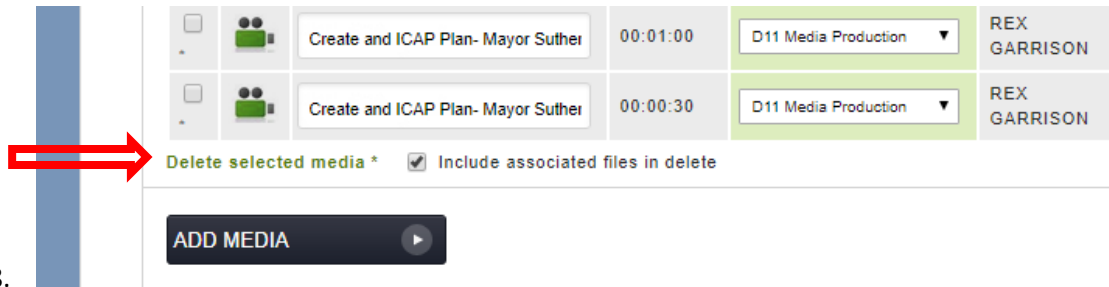 Create and ICAP Plan- Mayor Suther 00:01:00 D11 Media Production REX GARRISON
*
Create and ICAP Plan- Mayor Suther 00:00:30 D11 Media Production REX GARRISON
*
Delete selected media * Include associated files in delete
ADD MEDIA